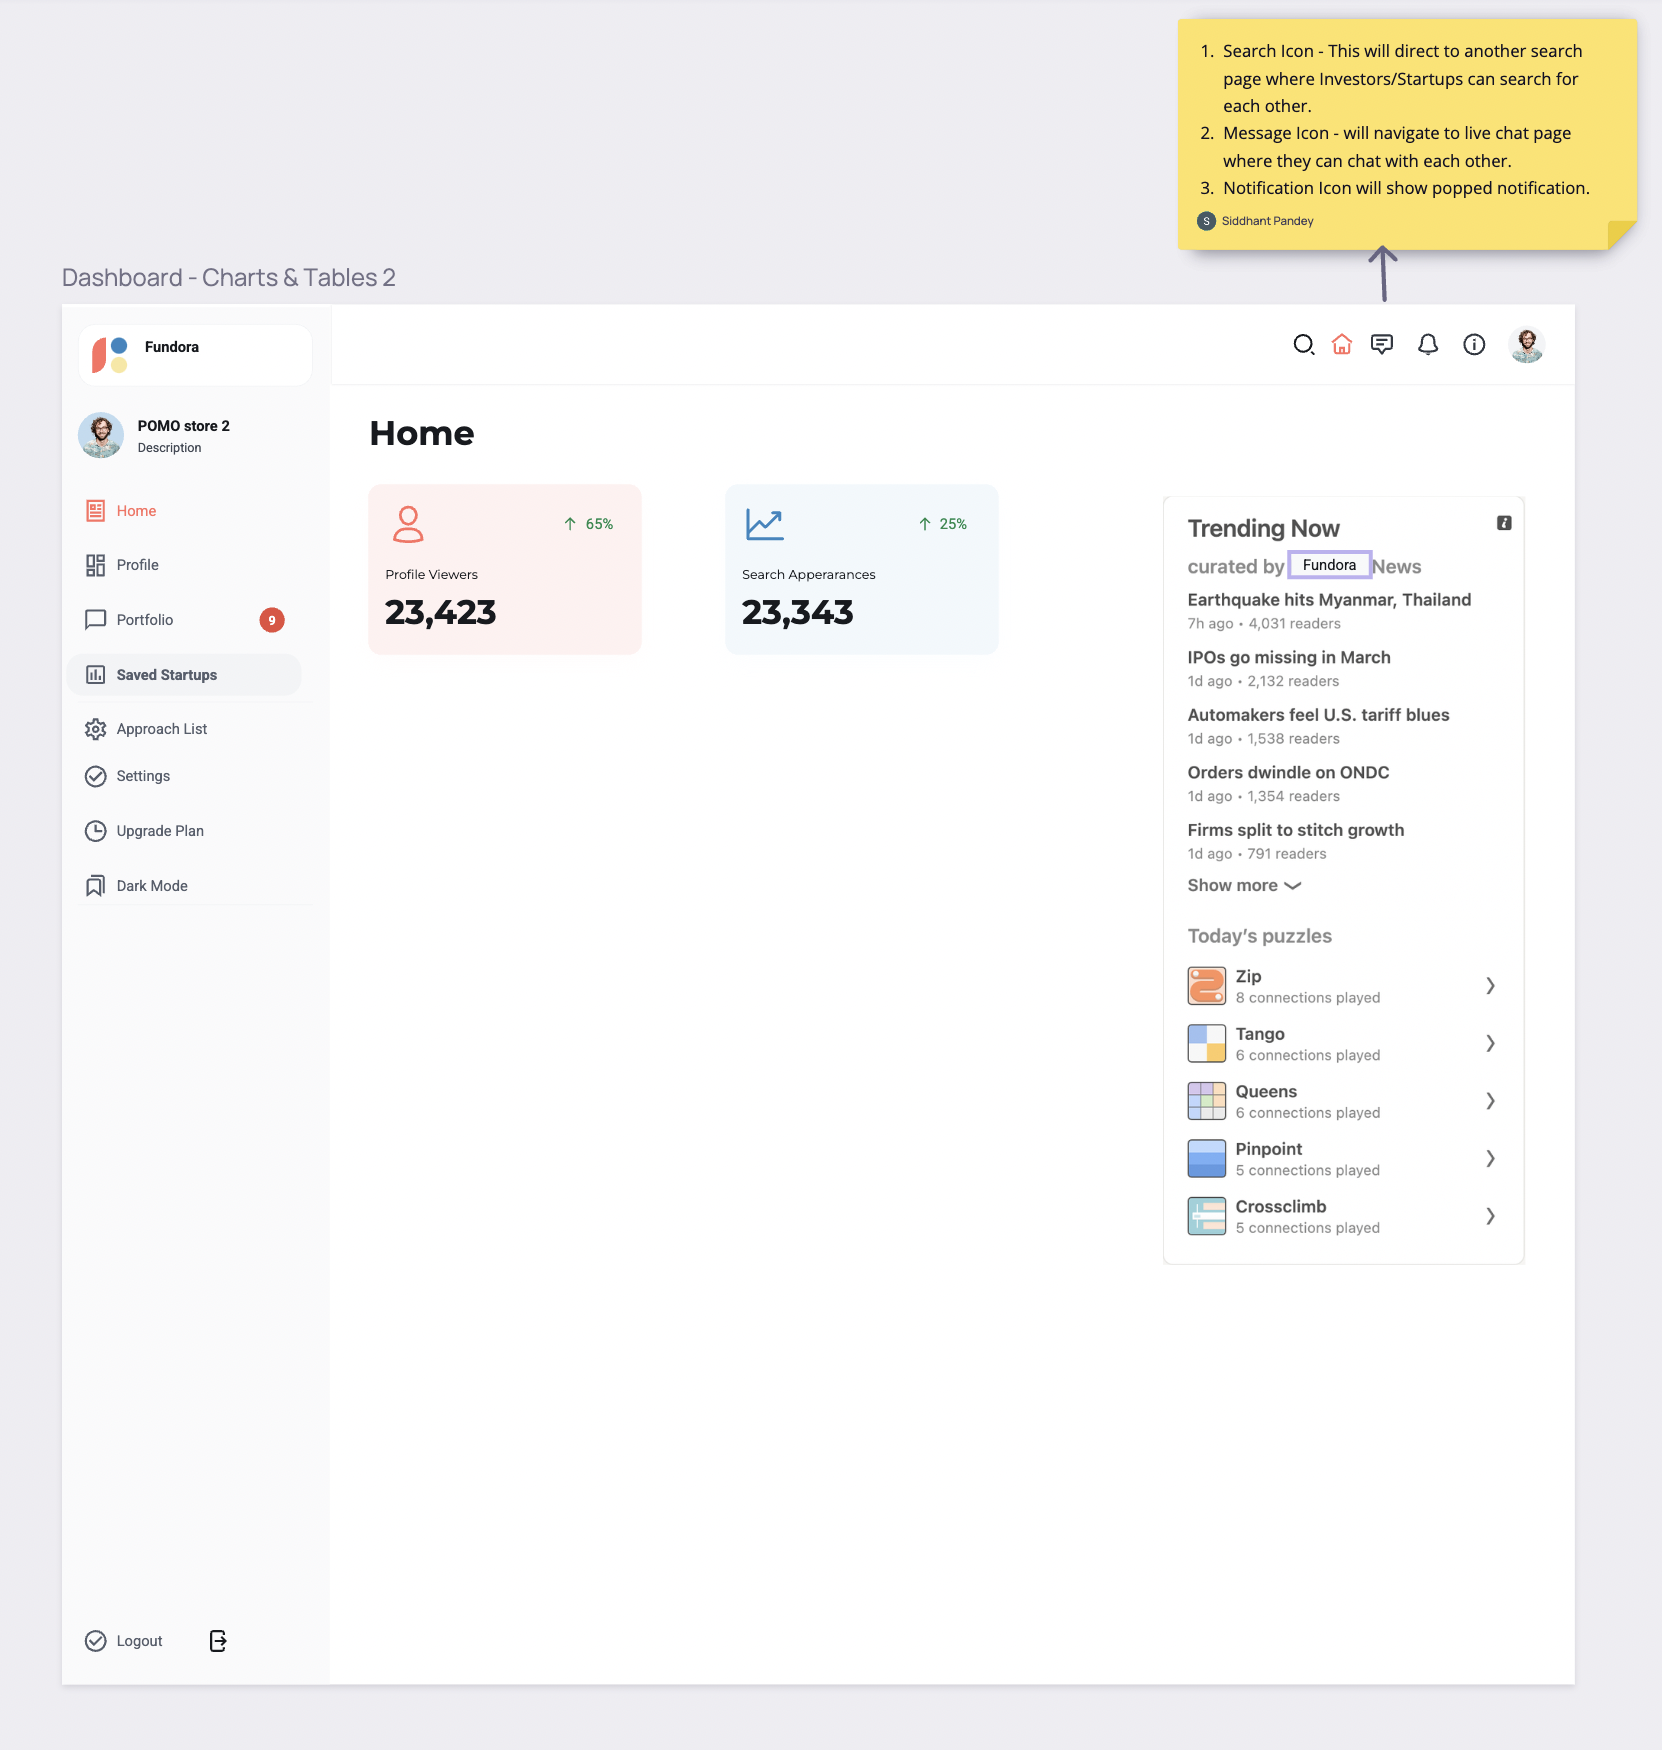 1. Search Icon - This will direct to another search
page where Investors/Startups can search for
each other.
2. Message Icon - will navigate to live chat page
where they can chat with each other.
3. Notification Icon will show popped notification.
S Siddhant Pandey
Dashboard - Charts & Tables 2
Fundora
POMO store 2
Description
Home
Profile
Portfolio 9
Saved Startups
Approach List
Settings
Upgrade Plan
Dark Mode
Logout
Home
65%
Profile Viewers
23,423
25%
Search Apperarances
23,343
Trending Now
curated by Fundora News
Earthquake hits Myanmar, Thailand
7h ago • 4,031 readers
IPOs go missing in March
1d ago • 2,132 readers
Automakers feel U.S. tariff blues
1d ago • 1,538 readers
Orders dwindle on ONDC
1d ago • 1,354 readers
Firms split to stitch growth
1d ago • 791 readers
Show more
Today's puzzles
Zip
8 connections played
Tango
6 connections played
Queens
6 connections played
Pinpoint
5 connections played
Crossclimb
5 connections played